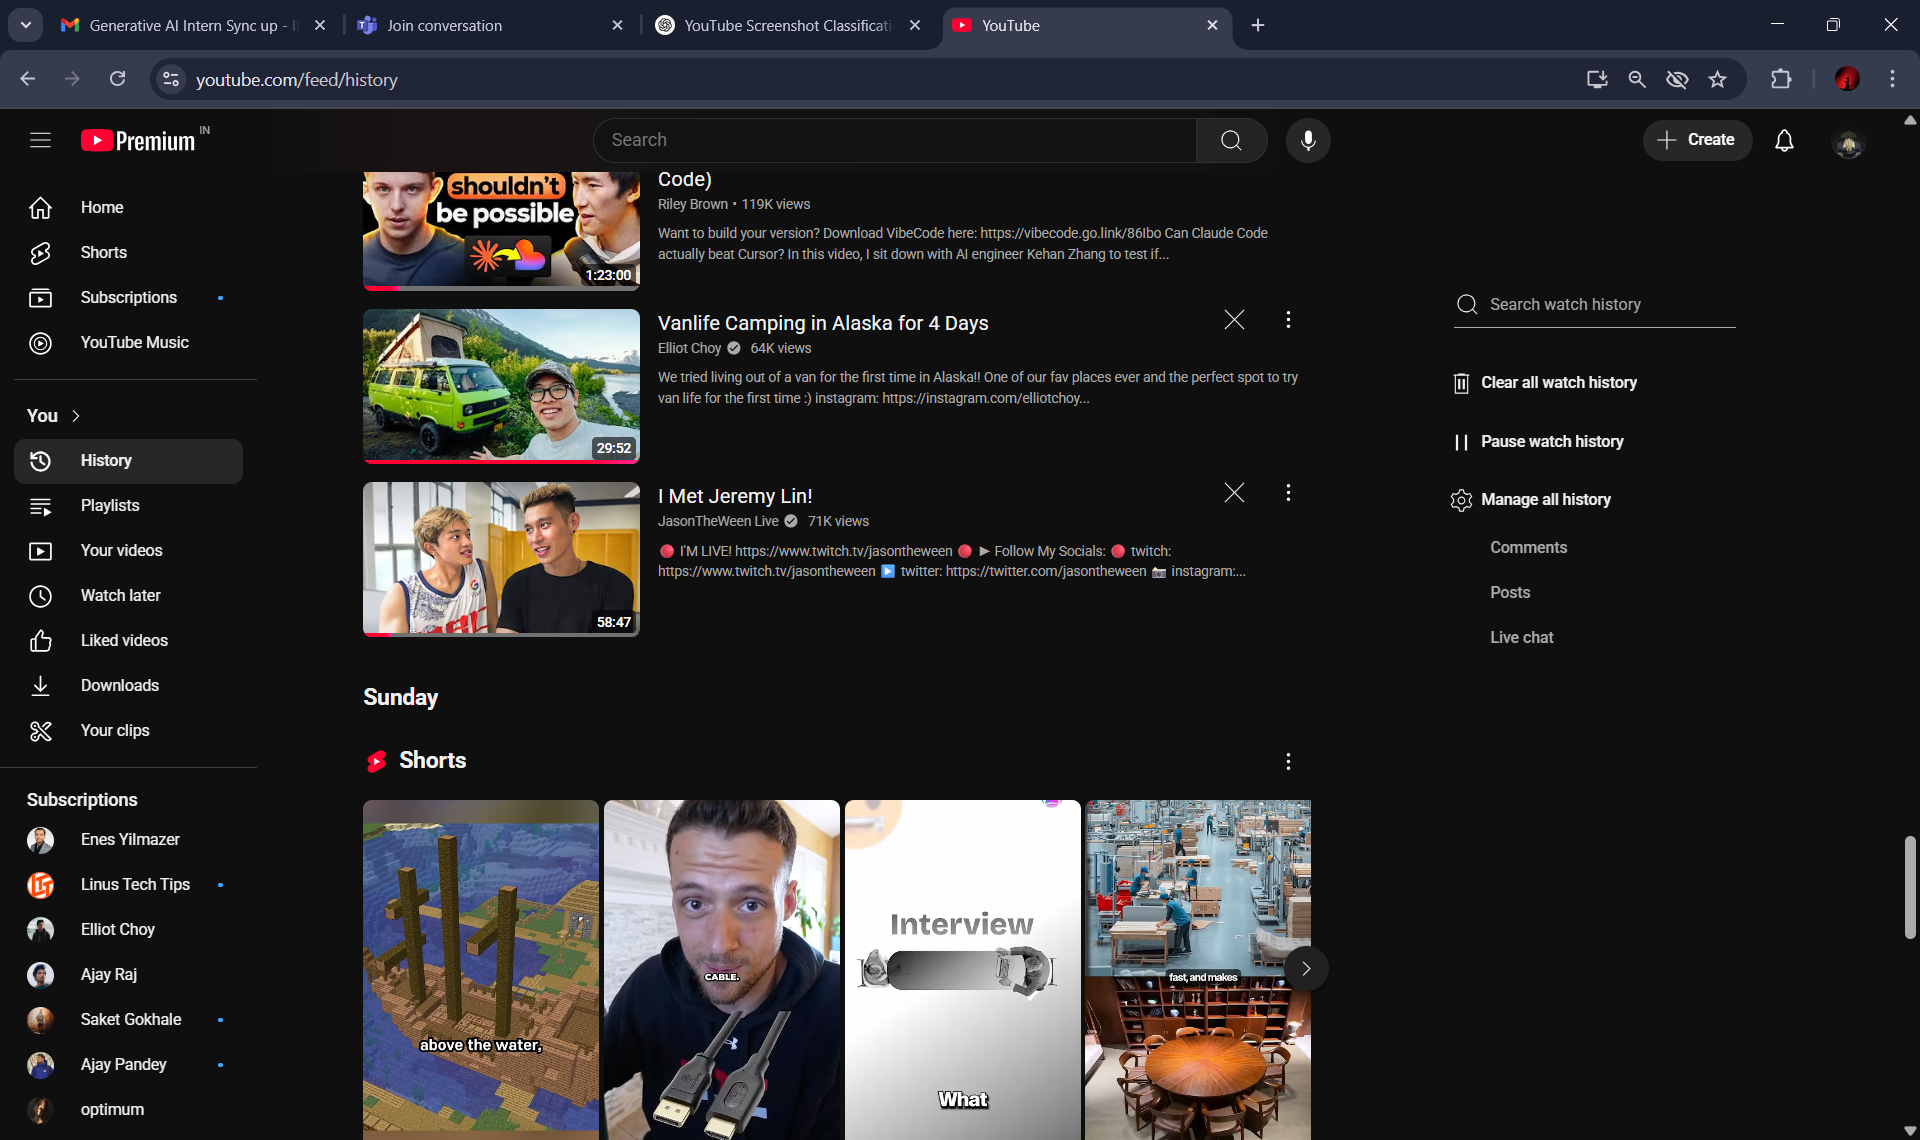 Generative AI Intern Sync up - I
Join conversation
YouTube Screenshot Classificati
YouTube
youtube.com/feed/history
Premium IN
Search
Create
Home
Shorts
Subscriptions
YouTube Music
You
History
Playlists
Your videos
Watch later
Liked videos
Downloads
Your clips
Subscriptions
Enes Yilmazer
Linus Tech Tips
Elliot Choy
Ajay Raj
Saket Gokhale
Ajay Pandey
optimum
shouldn't
be possible
1:23:00
Code)
Riley Brown • 119K views
Want to build your version? Download VibeCode here: https://vibecode.go.link/86Ibo Can Claude Code
actually beat Cursor? In this video, I sit down with AI engineer Kehan Zhang to test if...
29:52
Vanlife Camping in Alaska for 4 Days
Elliot Choy 64K views
We tried living out of a van for the first time in Alaska!! One of our fav places ever and the perfect spot to try
van life for the first time :) instagram: https://instagram.com/elliotchoy...
58:47
I Met Jeremy Lin!
JasonTheWeen Live 71K views
🔴 I'M LIVE! https://www.twitch.tv/jasontheween 🔴 ► Follow My Socials: 🔴 twitch:
https://www.twitch.tv/jasontheween ▶️ twitter: https://twitter.com/jasontheween 📸 instagram:...
Sunday
Shorts
above the water,
CABLE.
Interview
What
fast, and makes
Search watch history
Clear all watch history
Pause watch history
Manage all history
Comments
Posts
Live chat